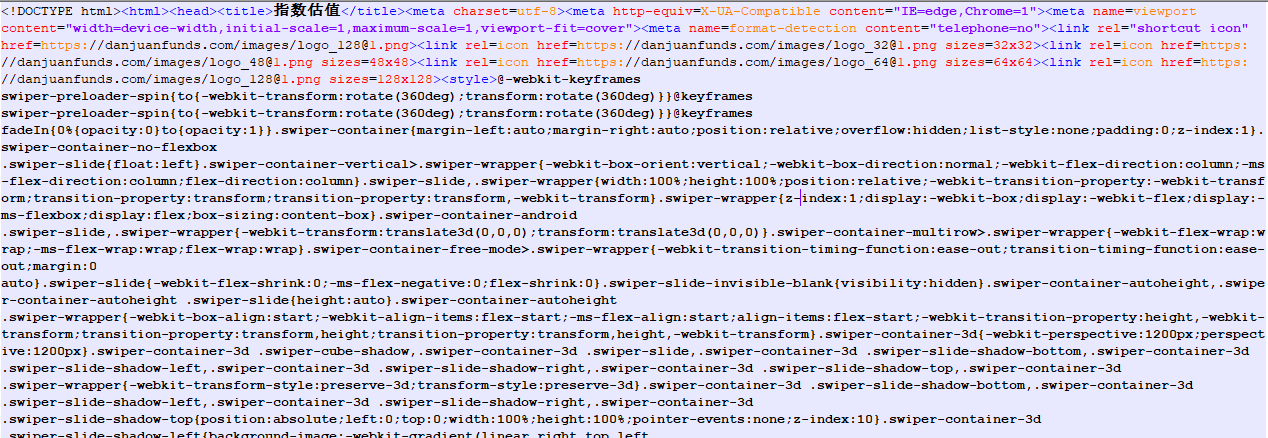 <!DOCTYPE html><html><head><title>指数估值</title><meta charset=utf-8><meta http-equiv=X-UA-Compatible content="IE=edge,Chrome=1"><meta name=viewport
content="width=device-width,initial-scale=1,maximum-scale=1,viewport-fit=cover"><meta name=format-detection content="telephone=no"><link rel="shortcut icon"
href=https://danjuanfunds.com/images/logo_128@1.png><link rel=icon href=https://danjuanfunds.com/images/logo_32@1.png sizes=32x32><link rel=icon href=https:
//danjuanfunds.com/images/logo_48@1.png sizes=48x48><link rel=icon href=https://danjuanfunds.com/images/logo_64@1.png sizes=64x64><link rel=icon href=https:
//danjuanfunds.com/images/logo_128@1.png sizes=128x128><style>@-webkit-keyframes
swiper-preloader-spin{to{-webkit-transform:rotate(360deg);transform:rotate(360deg)}}@keyframes
swiper-preloader-spin{to{-webkit-transform:rotate(360deg);transform:rotate(360deg)}}@keyframes
fadeIn{0%{opacity:0}to{opacity:1}}.swiper-container{margin-left:auto;margin-right:auto;position:relative;overflow:hidden;list-style:none;padding:0;z-index:1}.
swiper-container-no-flexbox
.swiper-slide{float:left}.swiper-container-vertical>.swiper-wrapper{-webkit-box-orient:vertical;-webkit-box-direction:normal;-webkit-flex-direction:column;-ms
-flex-direction:column;flex-direction:column}.swiper-slide,.swiper-wrapper{width:100%;height:100%;position:relative;-webkit-transition-property:-webkit-transf
orm;transition-property:transform;transition-property:transform,-webkit-transform}.swiper-wrapper{z-index:1;display:-webkit-box;display:-webkit-flex;display:-
ms-flexbox;display:flex;box-sizing:content-box}.swiper-container-android
.swiper-slide,.swiper-wrapper{-webkit-transform:translate3d(0,0,0);transform:translate3d(0,0,0)}.swiper-container-multirow>.swiper-wrapper{-webkit-flex-wrap:w
rap;-ms-flex-wrap:wrap;flex-wrap:wrap}.swiper-container-free-mode>.swiper-wrapper{-webkit-transition-timing-function:ease-out;transition-timing-function:ease-
out;margin:0
auto}.swiper-slide{-webkit-flex-shrink:0;-ms-flex-negative:0;flex-shrink:0}.swiper-slide-invisible-blank{visibility:hidden}.swiper-container-autoheight,.swipe
r-container-autoheight .swiper-slide{height:auto}.swiper-container-autoheight
.swiper-wrapper{-webkit-box-align:start;-webkit-align-items:flex-start;-ms-flex-align:start;align-items:flex-start;-webkit-transition-property:height,-webkit-
transform;transition-property:transform,height;transition-property:transform,height,-webkit-transform}.swiper-container-3d{-webkit-perspective:1200px;perspect
ive:1200px}.swiper-container-3d .swiper-cube-shadow,.swiper-container-3d .swiper-slide,.swiper-container-3d .swiper-slide-shadow-bottom,.swiper-container-3d
.swiper-slide-shadow-left,.swiper-container-3d .swiper-slide-shadow-right,.swiper-container-3d .swiper-slide-shadow-top,.swiper-container-3d
.swiper-wrapper{-webkit-transform-style:preserve-3d;transform-style:preserve-3d}.swiper-container-3d .swiper-slide-shadow-bottom,.swiper-container-3d
.swiper-slide-shadow-left,.swiper-container-3d .swiper-slide-shadow-right,.swiper-container-3d
.swiper-slide-shadow-top{position:absolute;left:0;top:0;width:100%;height:100%;pointer-events:none;z-index:10}.swiper-container-3d
.swiper-slide-shadow-left{background-image:-webkit-gradient(linear,right top,left